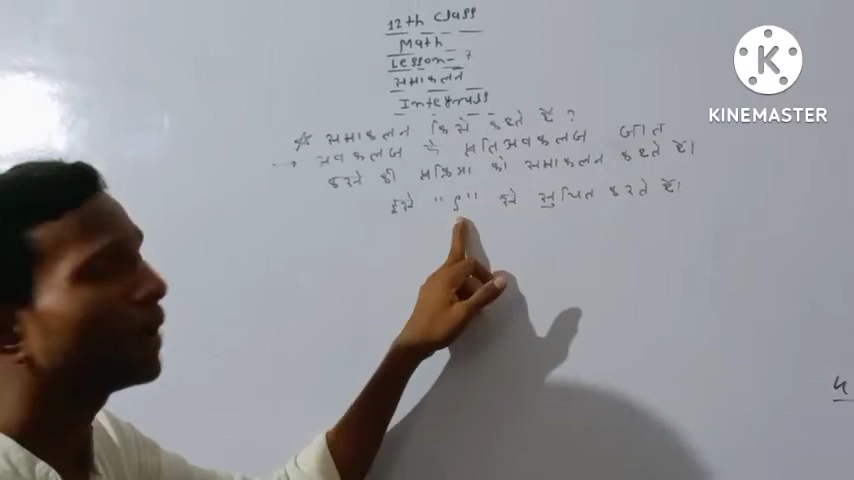 12th Class
Math
Lesson - 7
समाकलन
Integrals
☆ समाकलन किसे कहते हैं ?
→ अवकलज के प्रतिअवकलज ज्ञात
करने की प्रक्रिया को समाकलन कहते हैं।
इसे "∫" से सुचित करते हैं।
K
KINEMASTER